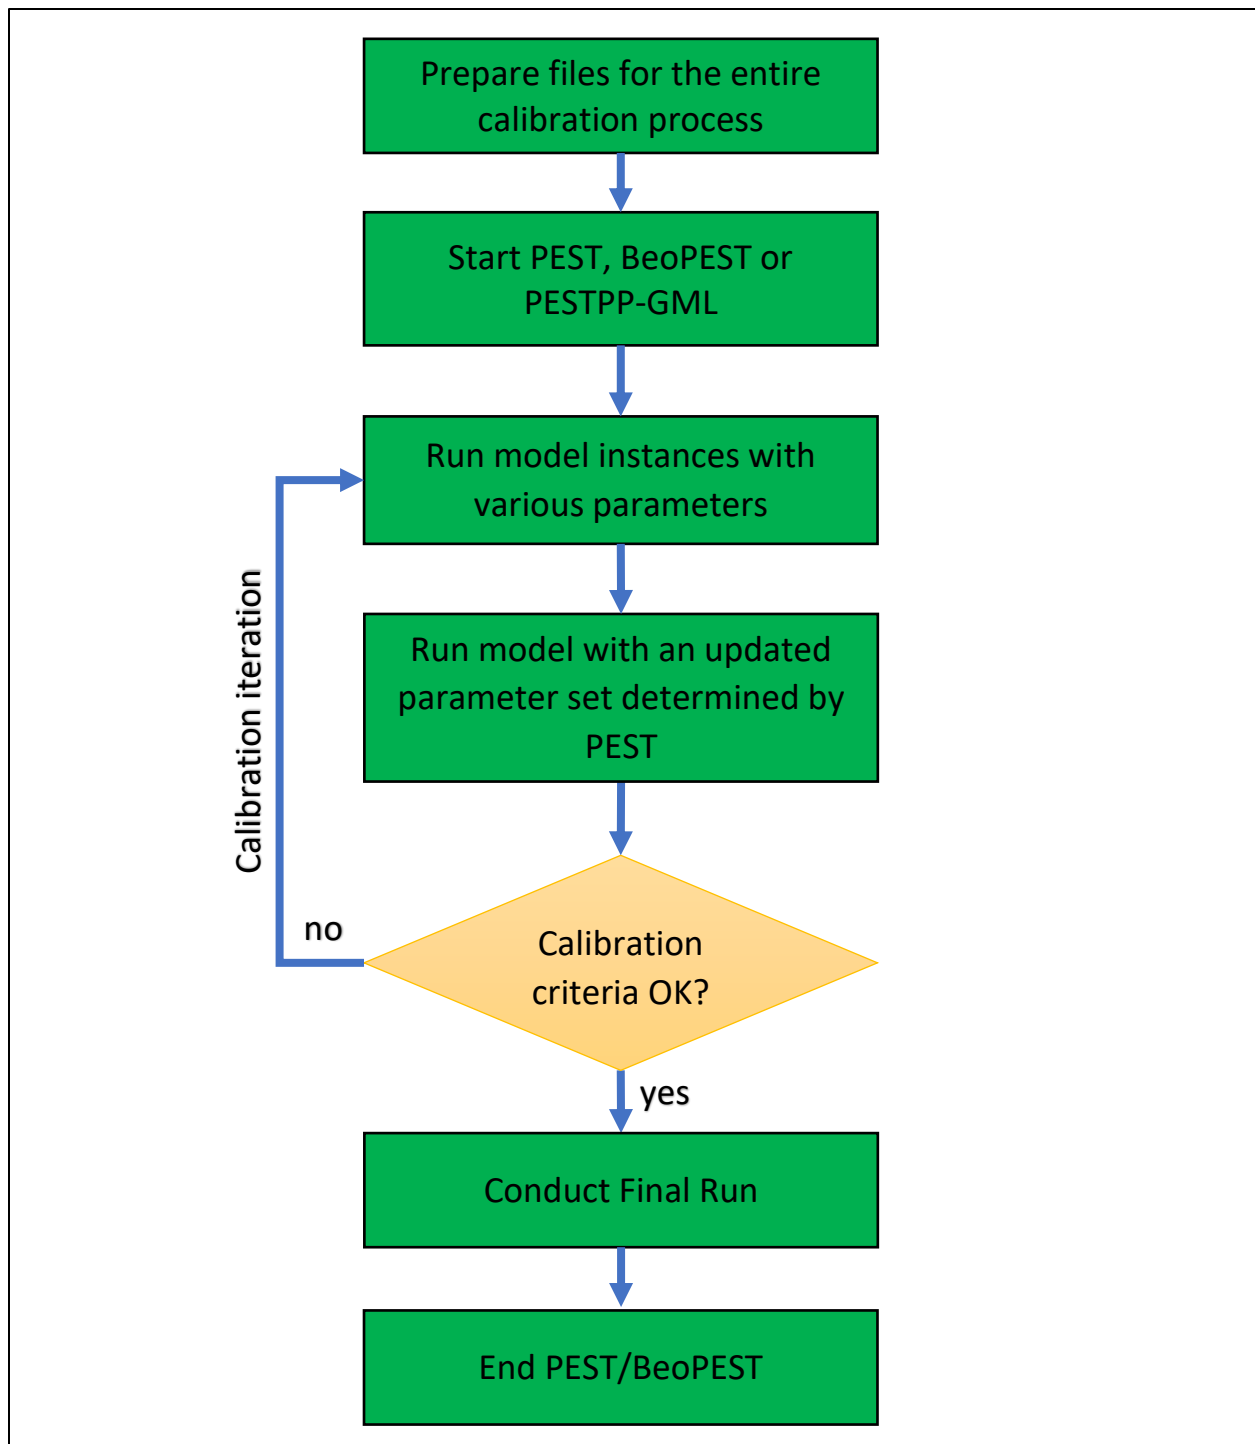 Prepare files for the entire
calibration process
Start PEST, BeoPEST or
PESTPP-GML
Run model instances with
various parameters
Run model with an updated
parameter set determined by
PEST
Calibration iteration
no
Calibration
criteria OK?
yes
Conduct Final Run
End PEST/BeoPEST